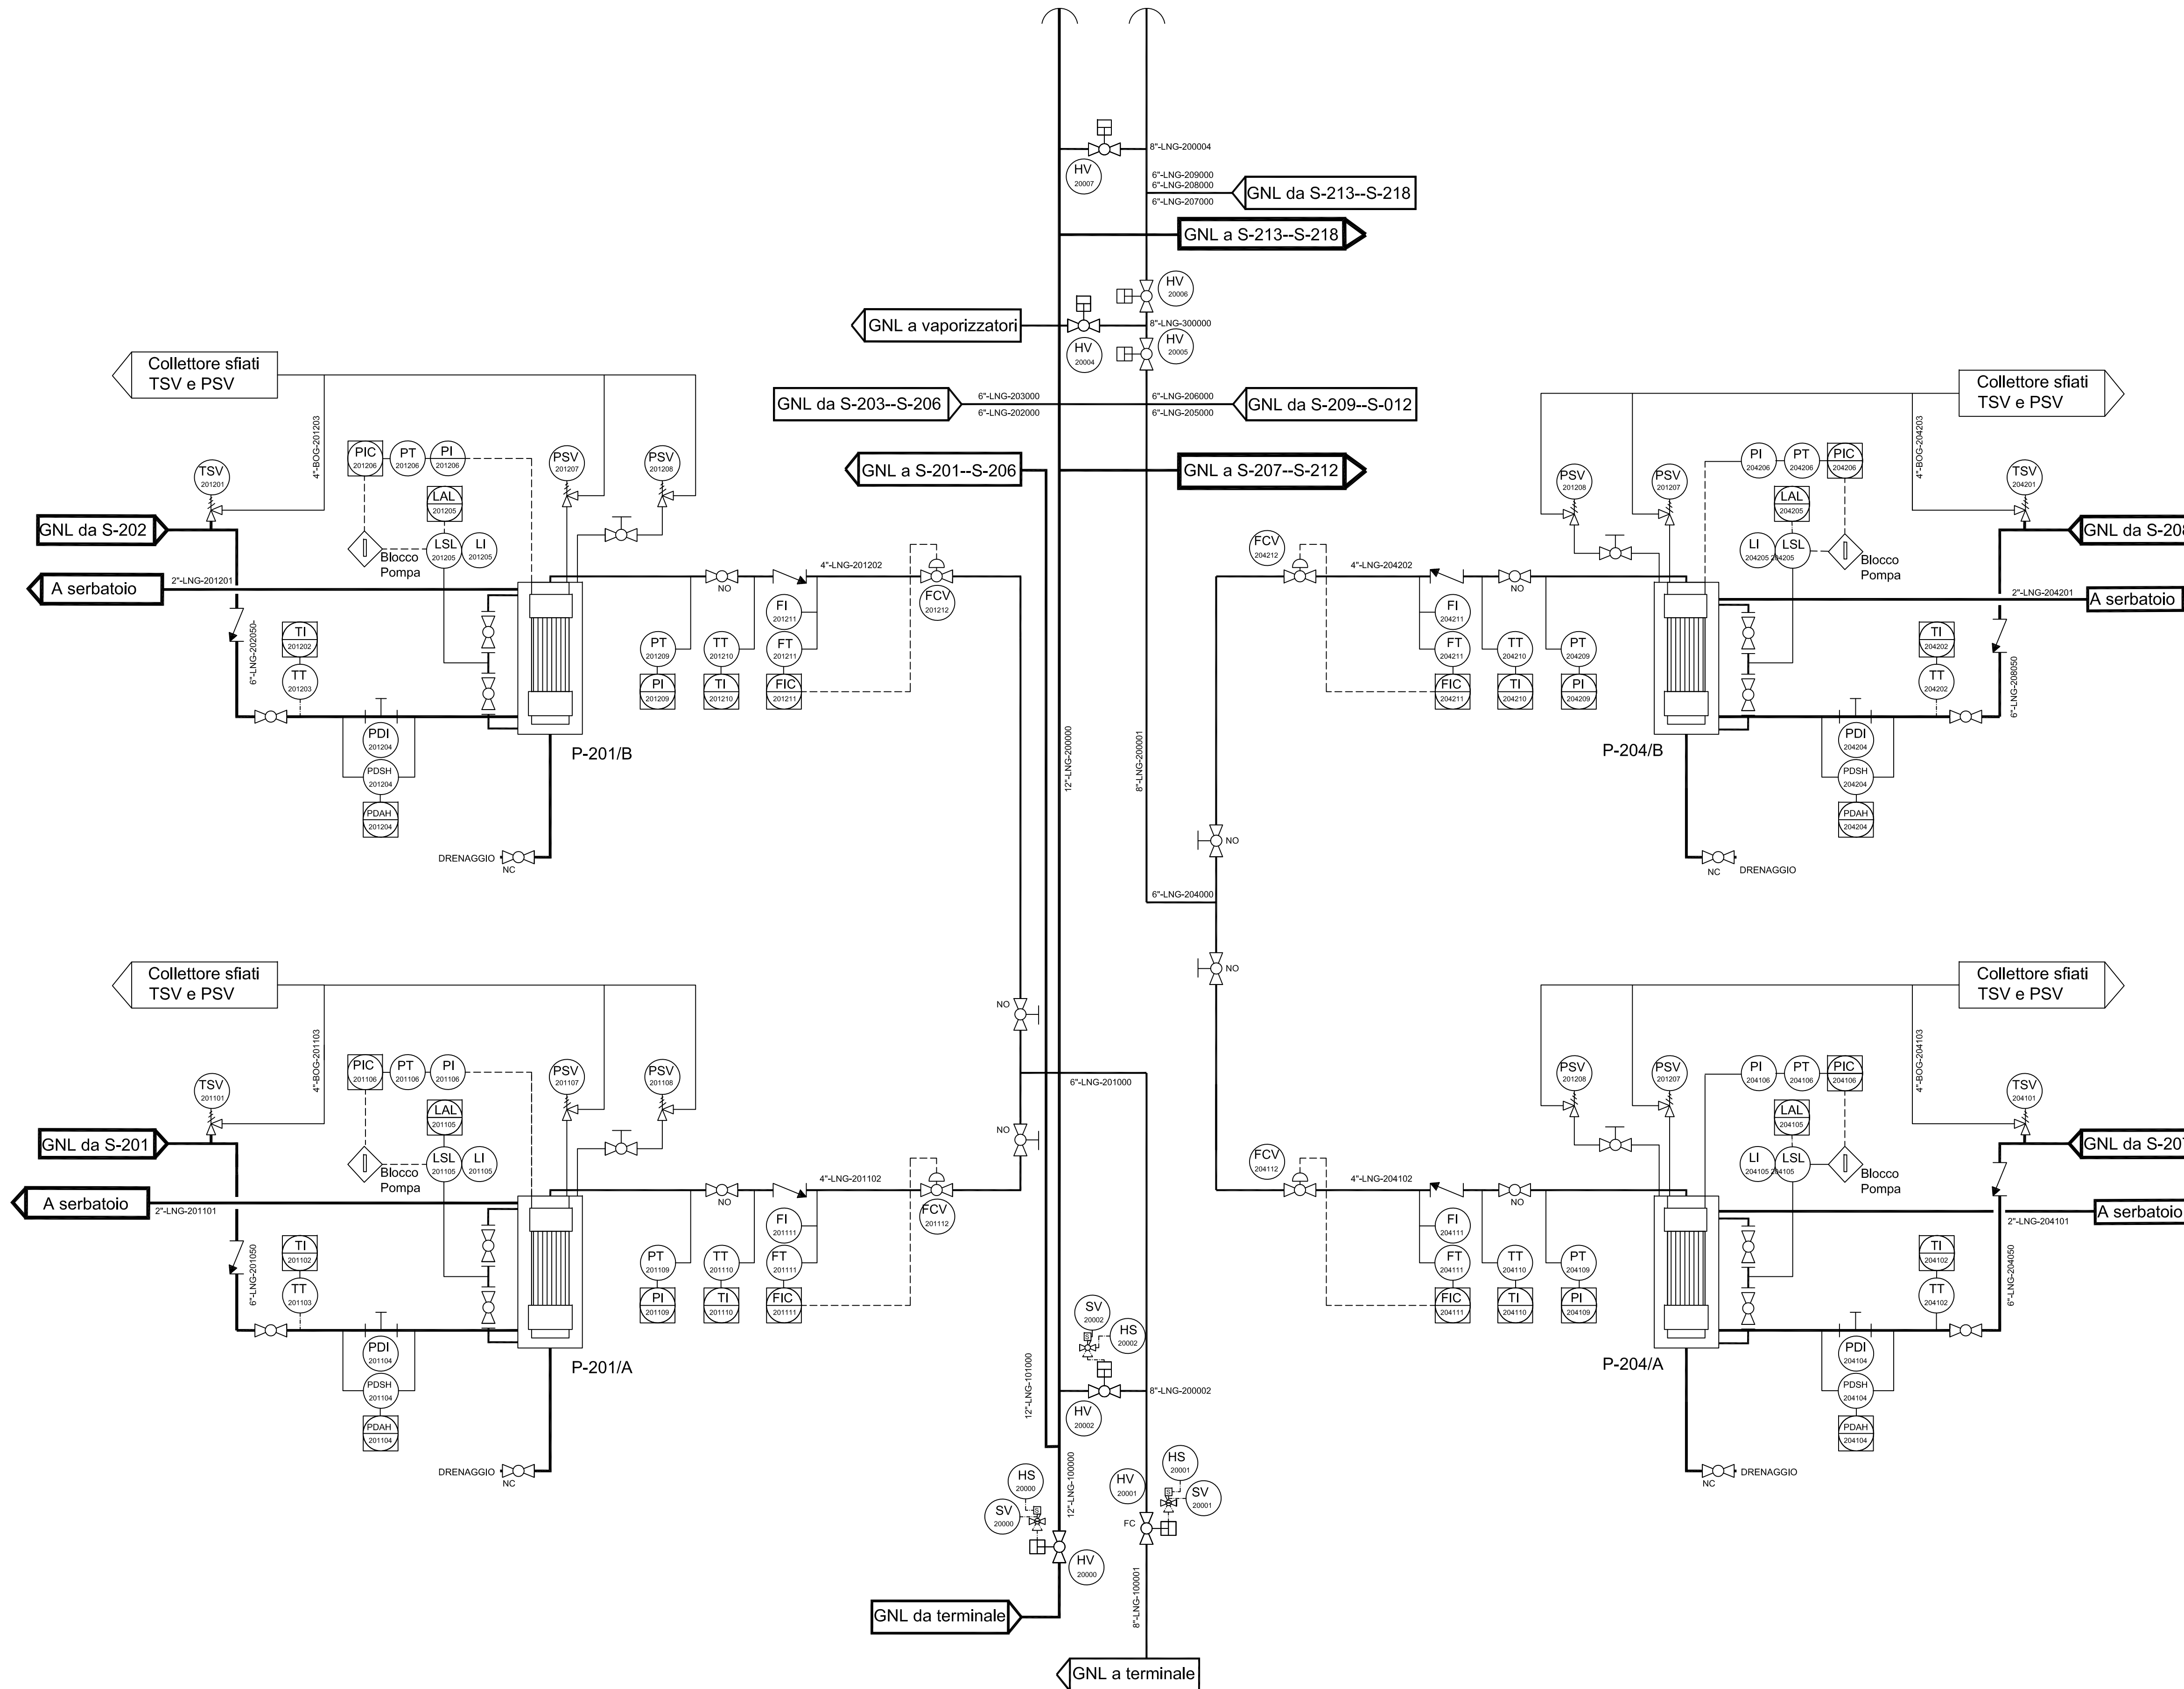 8"-LNG-200004
HV
20007
6"-LNG-209000
6"-LNG-208000
6"-LNG-207000
GNL da S-213--S-218
GNL a S-213--S-218
HV
20006
GNL a vaporizzatori
8"-LNG-300000
HV
20004
HV
20005
GNL da S-203--S-206
6"-LNG-203000
6"-LNG-202000
6"-LNG-206000
6"-LNG-205000
GNL da S-209--S-012
GNL a S-201--S-206
GNL a S-207--S-212
12"-LNG-200000
8"-LNG-200001
Collettore sfiati
TSV e PSV
4"-BOG-201203
TSV
201201
PIC
201206
PT
201206
PI
201206
LAL
201205
LSL
201205
LI
201205
Blocco
Pompa
PSV
201207
PSV
201208
GNL da S-202
A serbatoio
2"-LNG-201201
6"-LNG-202050-
TI
201202
TT
201203
PDI
201204
PDSH
201204
PDAH
201204
P-201/B
DRENAGGIO
NC
NO
4"-LNG-201202
FCV
201212
PT
201209
PI
201209
TT
201210
TI
201210
FI
201211
FT
201211
FIC
201211
Collettore sfiati
TSV e PSV
4"-BOG-204203
PSV
201208
PSV
201207
PI
204206
PT
204206
PIC
204206
LAL
204205
LI
204205
LSL
204205
Blocco
Pompa
TSV
204201
GNL da S-208
2"-LNG-204201
A serbatoio
6"-LNG-208050
TI
204202
TT
204202
PDI
204204
PDSH
204204
PDAH
204204
P-204/B
NC
DRENAGGIO
FCV
204212
4"-LNG-204202
NO
FI
204211
FT
204211
FIC
204211
TT
204210
TI
204210
PT
204209
PI
204209
NO
6"-LNG-204000
NO
NO
6"-LNG-201000
NO
Collettore sfiati
TSV e PSV
4"-BOG-201103
TSV
201101
PIC
201106
PT
201106
PI
201106
LAL
201105
LSL
201105
LI
201105
Blocco
Pompa
PSV
201107
PSV
201108
GNL da S-201
A serbatoio
2"-LNG-201101
6"-LNG-201050
TI
201102
TT
201103
PDI
201104
PDSH
201104
PDAH
201104
P-201/A
DRENAGGIO
NC
NO
4"-LNG-201102
FCV
201112
PT
201109
PI
201109
TT
201110
TI
201110
FI
201111
FT
201111
FIC
201111
Collettore sfiati
TSV e PSV
4"-BOG-204103
PSV
201208
PSV
201207
PI
204106
PT
204106
PIC
204106
LAL
204105
LI
204105
LSL
204105
Blocco
Pompa
TSV
204101
GNL da S-207
A serbatoio
2"-LNG-204101
6"-LNG-204050
TI
204102
TT
204102
PDI
204104
PDSH
204104
PDAH
204104
P-204/A
NC
DRENAGGIO
FCV
204112
4"-LNG-204102
NO
FI
204111
FT
204111
FIC
204111
TT
204110
TI
204110
PT
204109
PI
204109
SV
20002
HS
20002
8"-LNG-200002
HV
20002
12"-LNG-101000
12"-LNG-100000
HS
20000
SV
20000
HV
20000
HV
20001
HS
20001
SV
20001
FC
8"-LNG-100001
GNL da terminale
GNL a terminale